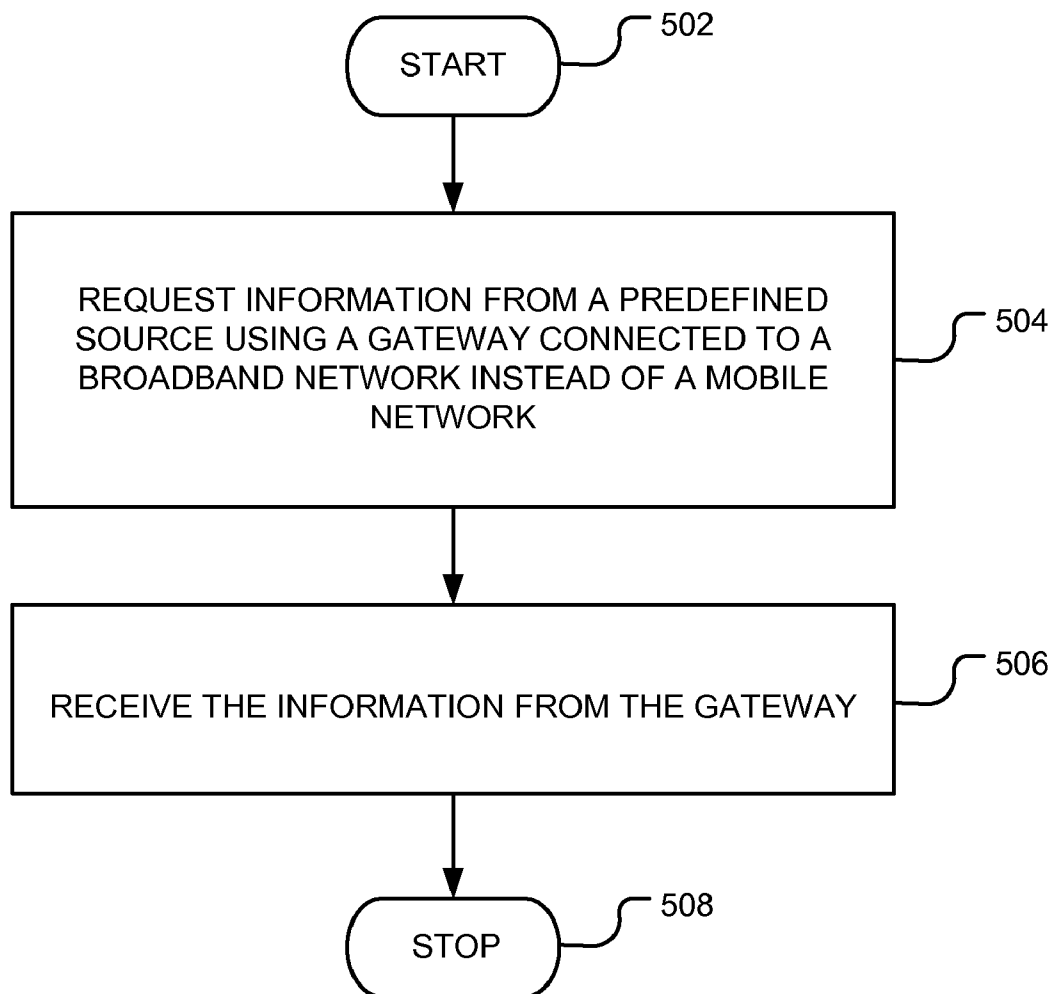 START
502
REQUEST INFORMATION FROM A PREDEFINED
SOURCE USING A GATEWAY CONNECTED TO A
BROADBAND NETWORK INSTEAD OF A MOBILE
NETWORK
504
RECEIVE THE INFORMATION FROM THE GATEWAY
506
STOP
508